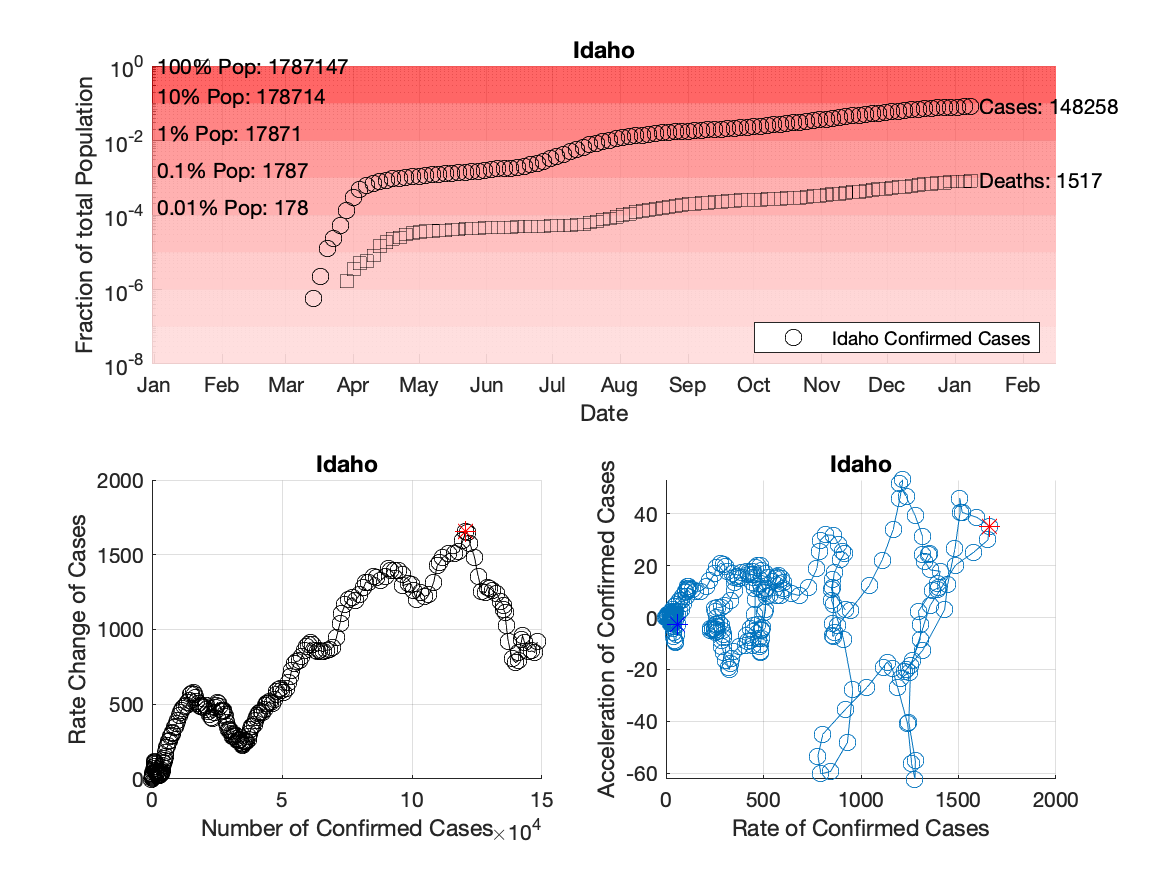 Idaho
10^0
100% Pop: 1787147
10% Pop: 178714
Cases: 148258
10^-2
1% Pop: 17871
0.1% Pop: 1787
Deaths: 1517
10^-4
0.01% Pop: 178
10^-6
Idaho Confirmed Cases
10^-8
Fraction of total Population
Jan Feb Mar Apr May Jun Jul Aug Sep Oct Nov Dec Jan Feb
Date
Idaho
2000
1500
1000
500
0
Rate Change of Cases
0 5 10 15
Number of Confirmed Cases ×10^4
Idaho
40
20
0
-20
-40
-60
Acceleration of Confirmed Cases
0 500 1000 1500 2000
Rate of Confirmed Cases